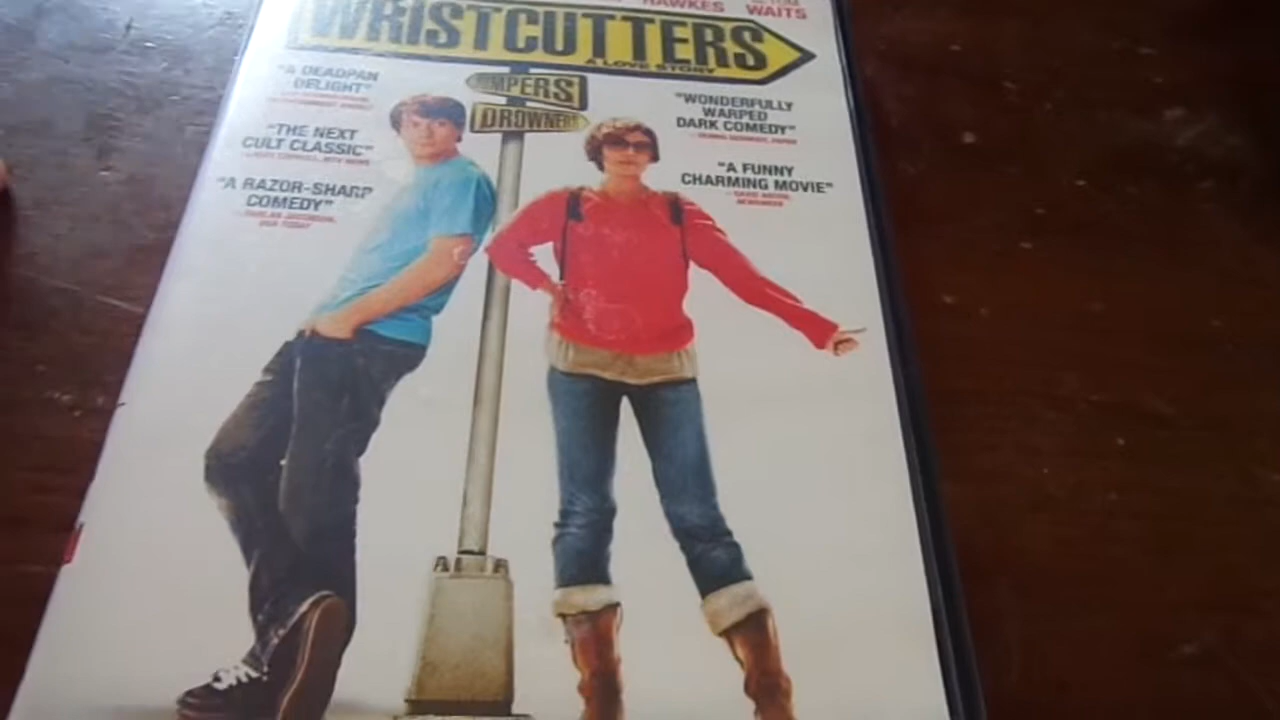 HAWKES
WAITS
WRISTCUTTERS
A LOVE STORY
"A DEADPAN
DELIGHT"
"THE NEXT
CULT CLASSIC"
"A RAZOR-SHARP
COMEDY"
USA TODAY
DROWNERS
"WONDERFULLY
WARPED
DARK COMEDY"
"A FUNNY
CHARMING MOVIE"
NEWSWEEK